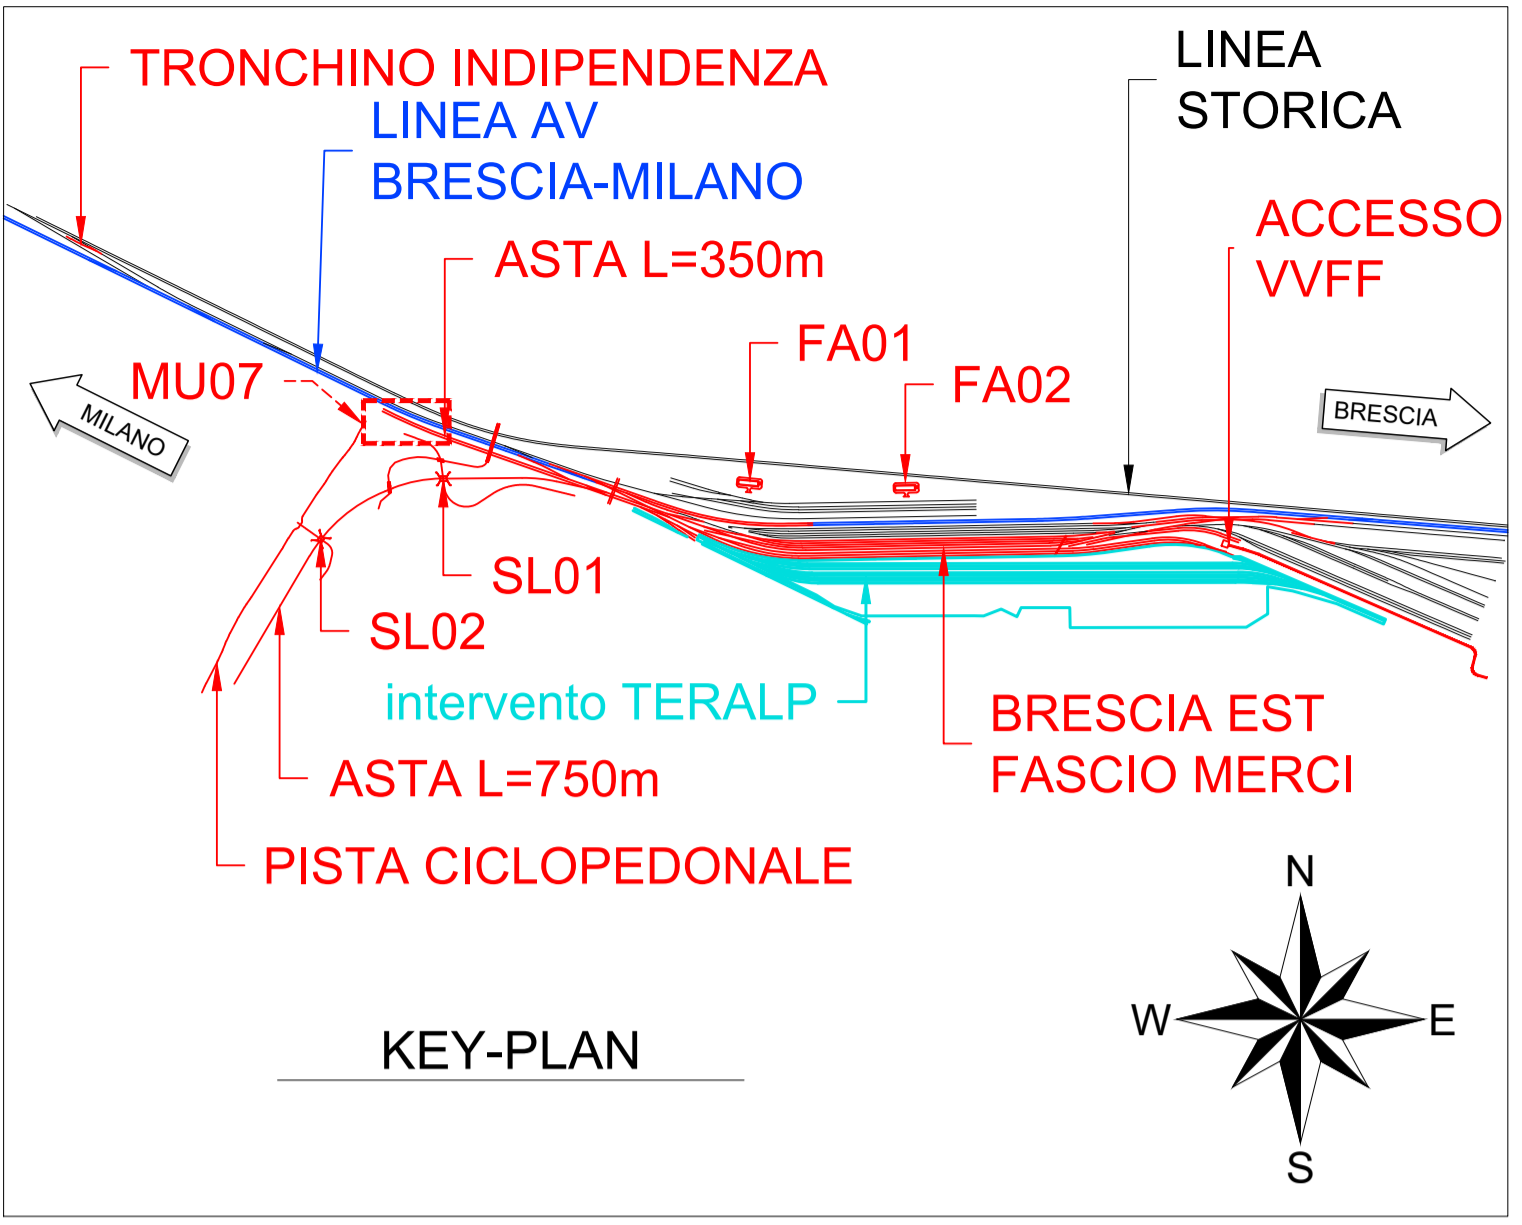 TRONCHINO INDIPENDENZA
LINEA AV
BRESCIA-MILANO
LINEA
STORICA
ACCESSO
VVFF
ASTA L=350m
FA01
FA02
MU07
MILANO
BRESCIA
SL01
SL02
intervento TERALP
BRESCIA EST
FASCIO MERCI
ASTA L=750m
PISTA CICLOPEDONALE
KEY-PLAN
N
W
E
S